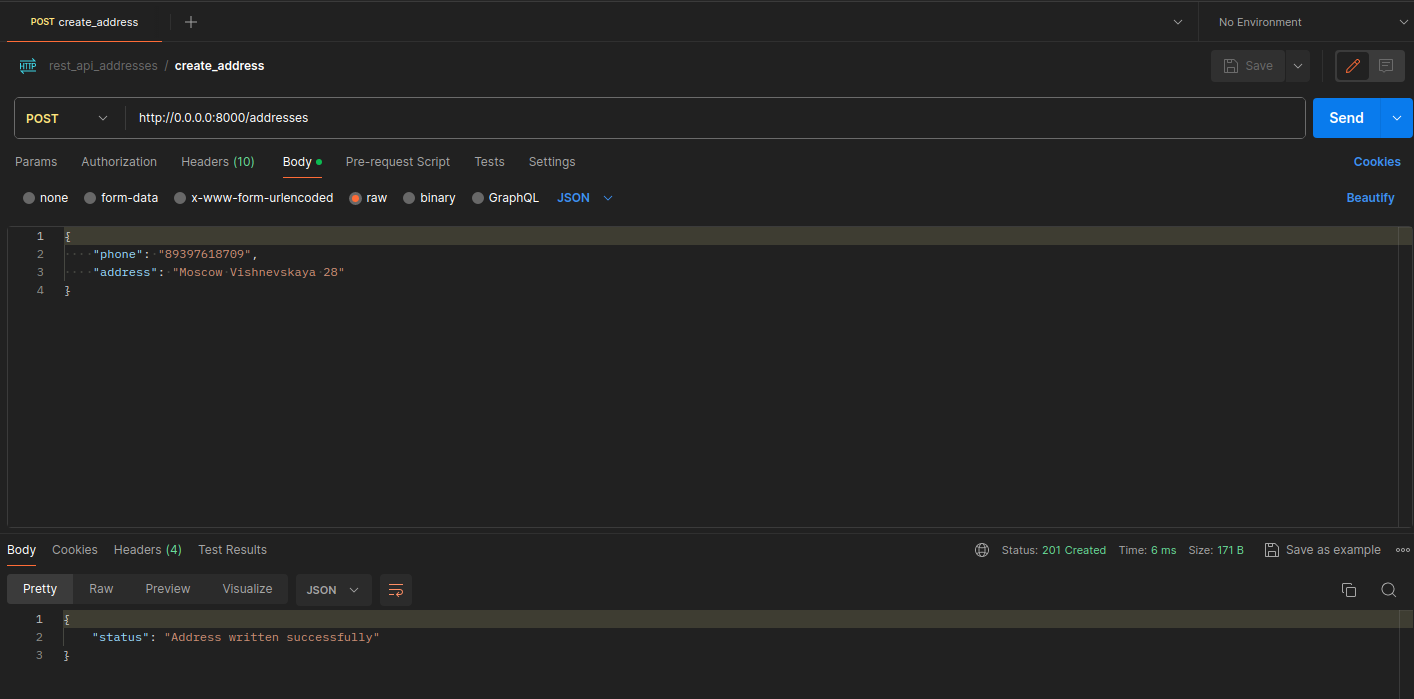 POST create_address
No Environment
HTTP rest_api_addresses / create_address
Save
POST http://0.0.0.0:8000/addresses
Send
Params Authorization Headers (10) Body Pre-request Script Tests Settings Cookies
none form-data x-www-form-urlencoded raw binary GraphQL JSON Beautify
1 {
2 "phone": "89397618709",
3 "address": "Moscow Vishnevskaya 28"
4 }
Body Cookies Headers (4) Test Results Status: 201 Created Time: 6 ms Size: 171 B Save as example
Pretty Raw Preview Visualize JSON
1 {
2 "status": "Address written successfully"
3 }